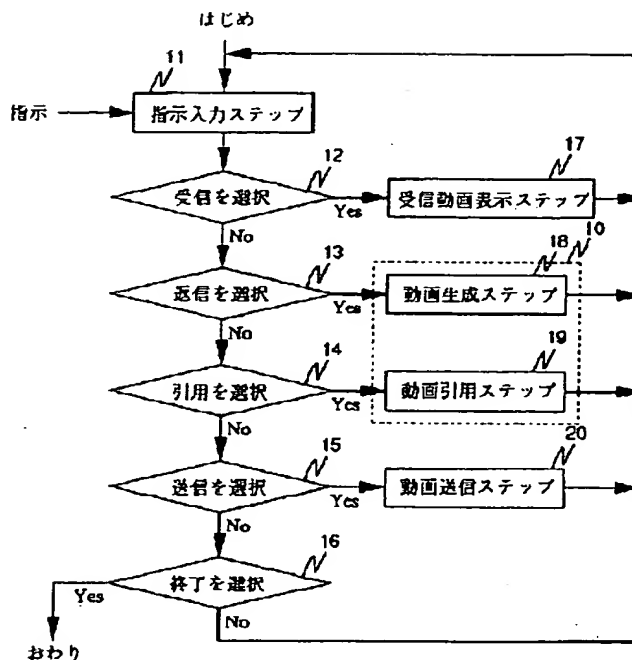 はじめ
11
指示
指示入力ステップ
12
17
受信を選択
Yes
受信動画表示ステップ
No
13
18
10
返信を選択
Yes
動画生成ステップ
No
14
19
引用を選択
Yes
動画引用ステップ
No
15
20
送信を選択
Yes
動画送信ステップ
No
16
終了を選択
Yes
No
おわり